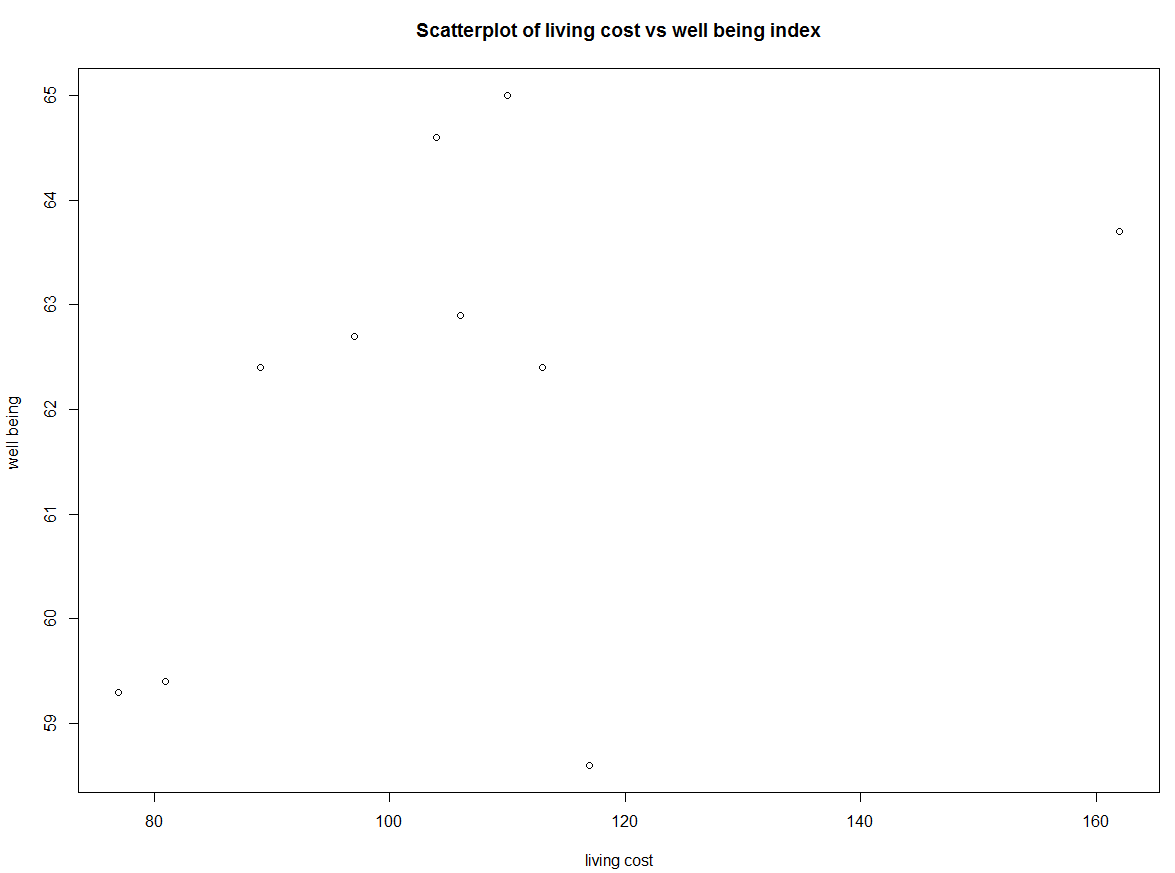 Scatterplot of living cost vs well being index
65
64
63
62
61
60
59
well being
80 100 120 140 160
living cost